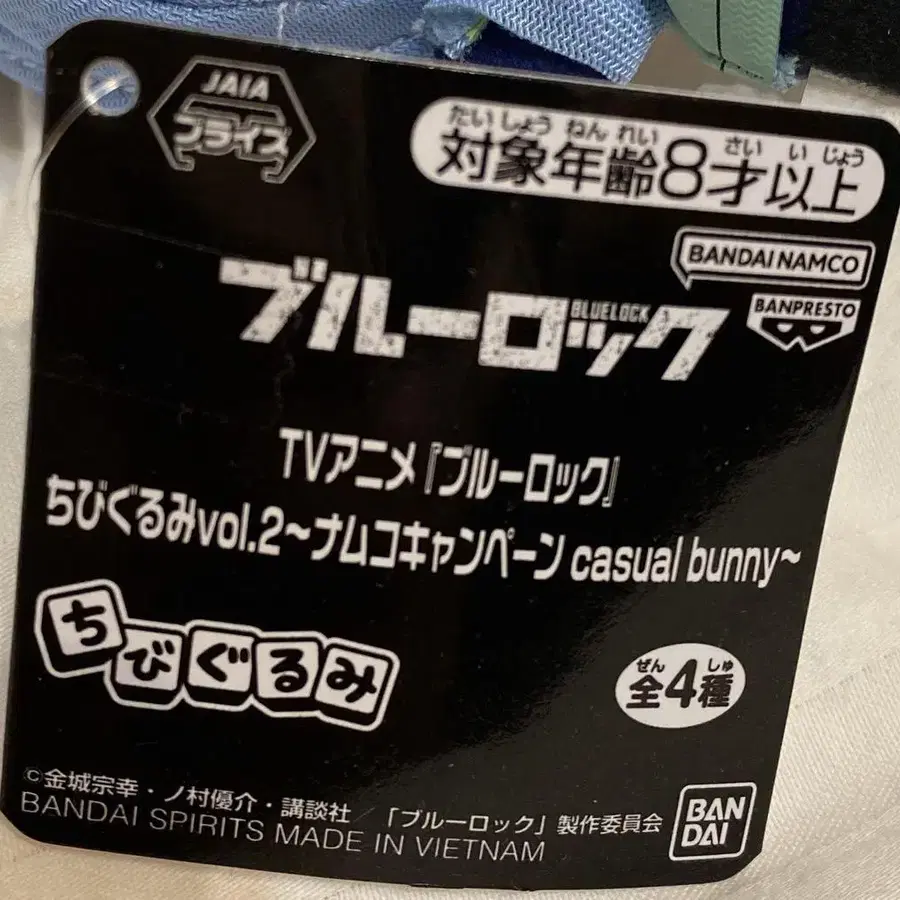 JAIA
プライズ
たいしょうねんれい さいいじょう
対象年齢8才以上
BANDAI NAMCO
BANPRESTO
ブルーロック
BLUELOCK
TVアニメ『ブルーロック』
ちびぐるみvol.2~ナムコキャンペーン casual bunny~
ちびぐるみ
ぜん しゅ
全4種
©金城宗幸・ノ村優介・講談社/「ブルーロック」製作委員会
BANDAI SPIRITS MADE IN VIETNAM
BAN
DAI